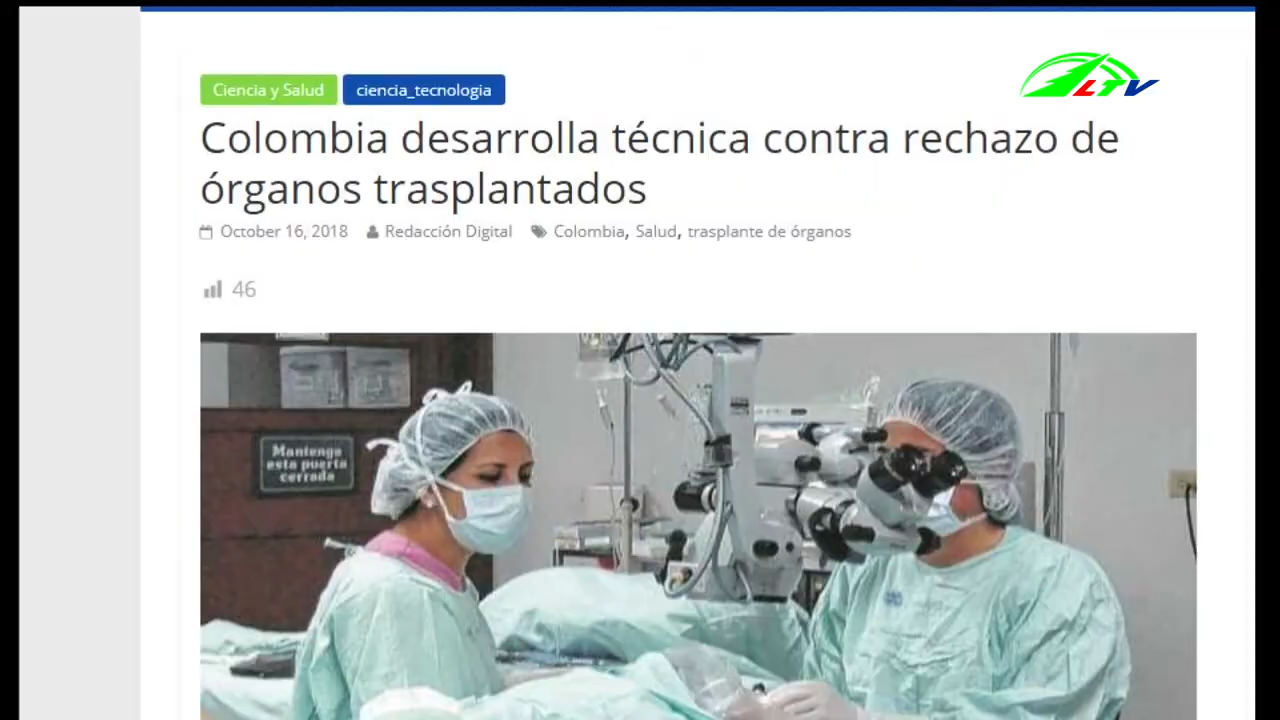 LTV
Ciencia y Salud ciencia_tecnologia
Colombia desarrolla técnica contra rechazo de
órganos trasplantados
October 16, 2018 Redacción Digital Colombia, Salud, trasplante de órganos
46
Mantenga
esta puerta
cerrada